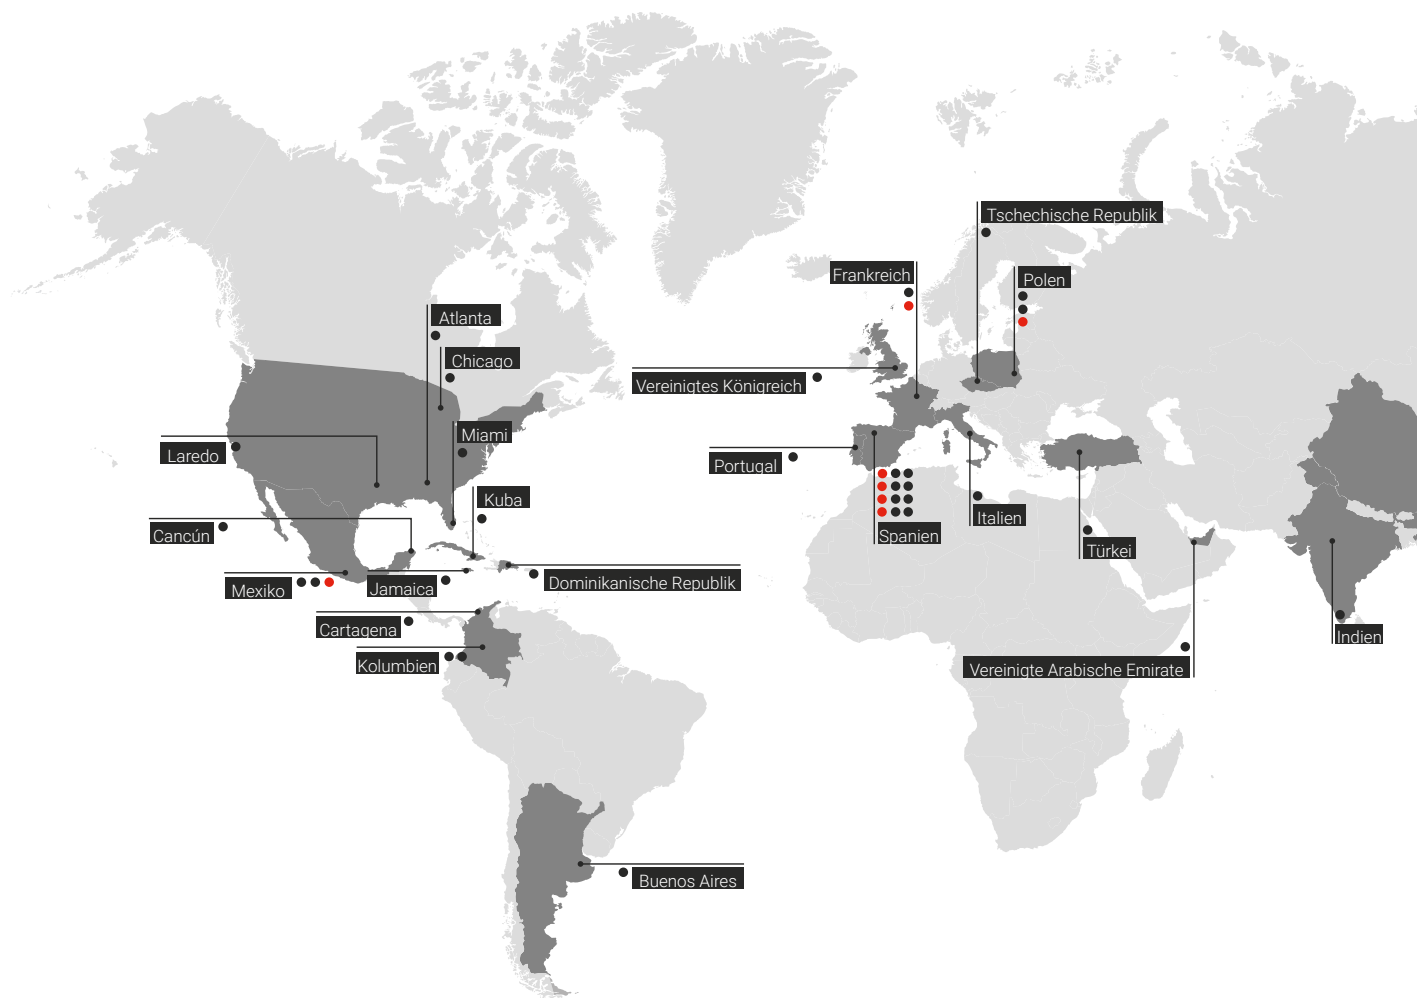 Tschechische Republik
Frankreich
Polen
Atlanta
Chicago
Vereinigtes Königreich
Miami
Laredo
Portugal
Kuba
Italien
Cancún
Spanien
Türkei
Dominikanische Republik
Mexiko
Jamaica
Cartagena
Indien
Kolumbien
Vereinigte Arabische Emirate
Buenos Aires